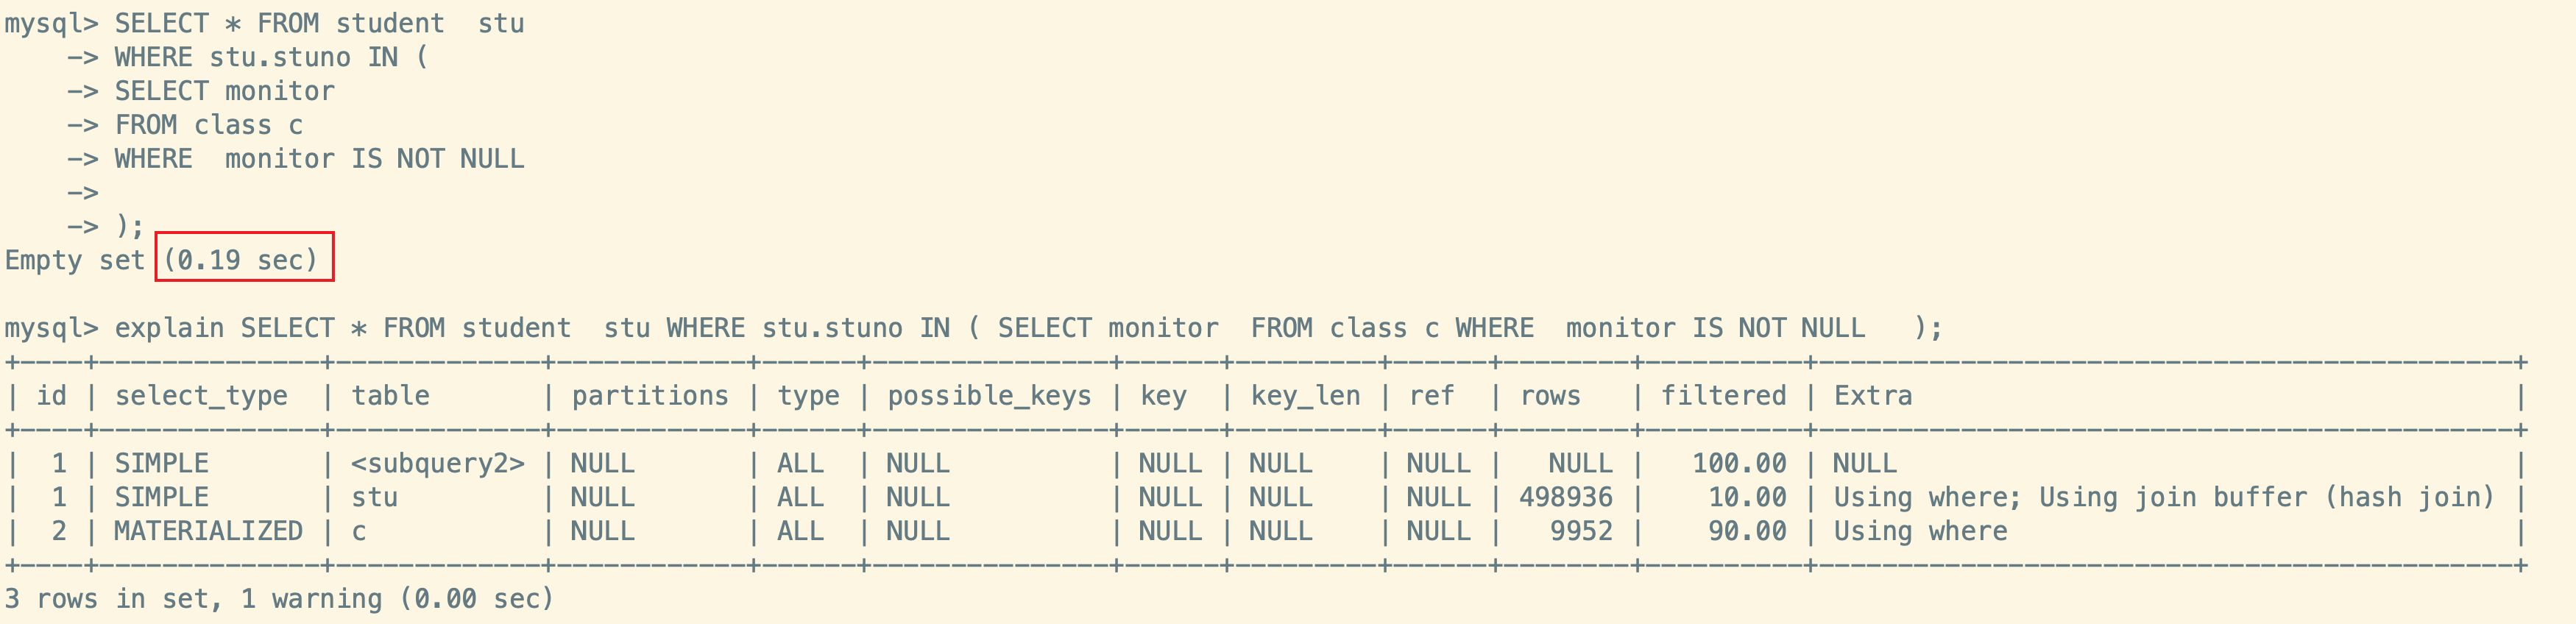 mysql> SELECT * FROM student  stu
    -> WHERE stu.stuno IN (
    -> SELECT monitor
    -> FROM class c
    -> WHERE  monitor IS NOT NULL
    ->
    -> );
Empty set (0.19 sec)

mysql> explain SELECT * FROM student  stu WHERE stu.stuno IN ( SELECT monitor  FROM class c WHERE  monitor IS NOT NULL   );
+----+--------------+-------------+------------+------+---------------+------+---------+------+--------+----------+--------------------------------------------+
| id | select_type  | table       | partitions | type | possible_keys | key  | key_len | ref  | rows   | filtered | Extra                                      |
+----+--------------+-------------+------------+------+---------------+------+---------+------+--------+----------+--------------------------------------------+
|  1 | SIMPLE       | <subquery2> | NULL       | ALL  | NULL          | NULL | NULL    | NULL |   NULL |   100.00 | NULL                                       |
|  1 | SIMPLE       | stu         | NULL       | ALL  | NULL          | NULL | NULL    | NULL | 498936 |    10.00 | Using where; Using join buffer (hash join) |
|  2 | MATERIALIZED | c           | NULL       | ALL  | NULL          | NULL | NULL    | NULL |   9952 |    90.00 | Using where                                |
+----+--------------+-------------+------------+------+---------------+------+---------+------+--------+----------+--------------------------------------------+
3 rows in set, 1 warning (0.00 sec)